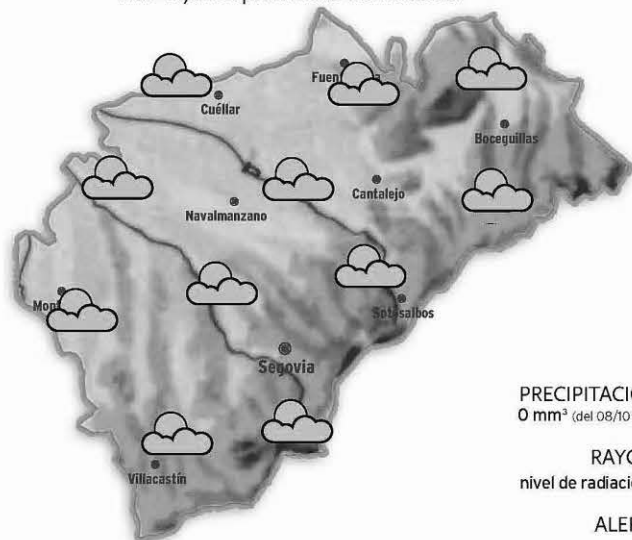 Fuen
Cuéllar
Boceguillas
Cantalejo
Navalmanzano
Mon
Sotosalbos
Segovia
PRECIPITACIO
0 mm³ (del 08/10
Villacastín
RAYO
nivel de radiació
ALER